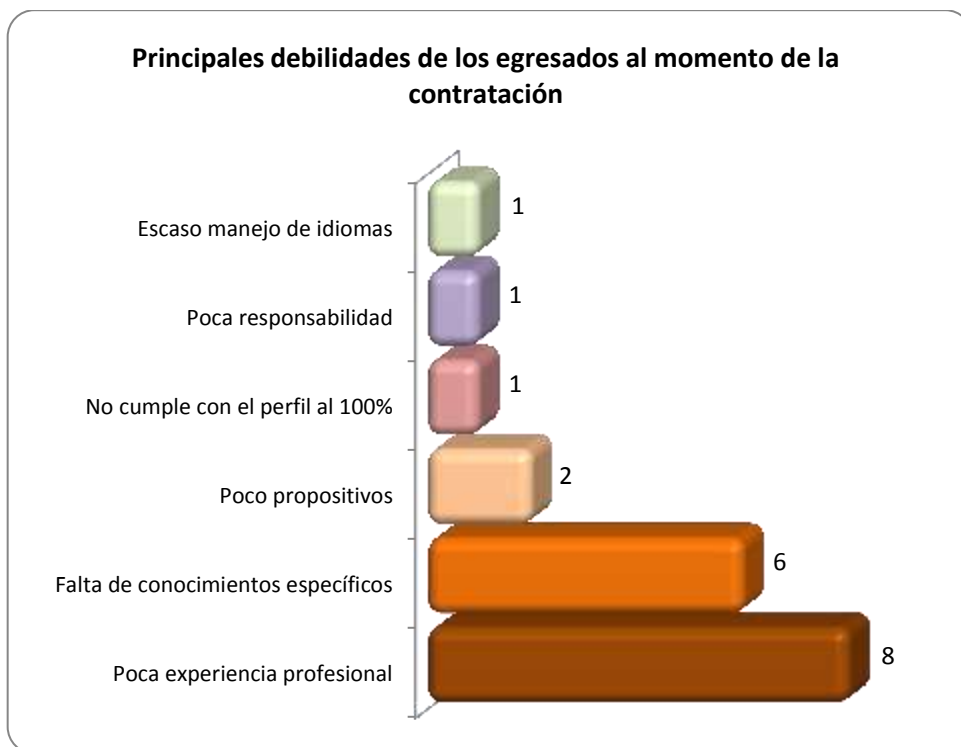 Principales debilidades de los egresados al momento de la
contratación
Escaso manejo de idiomas
1
Poca responsabilidad
1
No cumple con el perfil al 100%
1
Poco propositivos
2
Falta de conocimientos específicos
6
Poca experiencia profesional
8